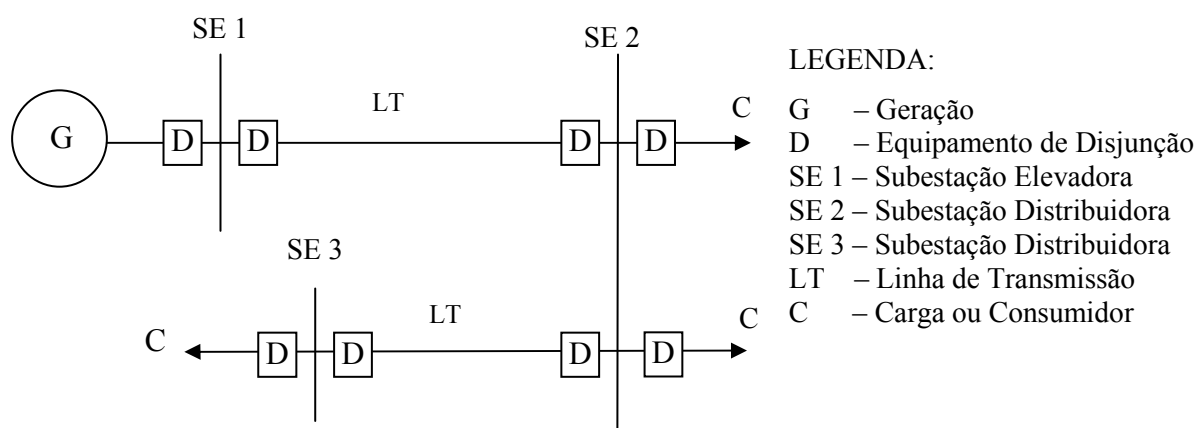 SE 1
SE 2
LT
C
G
D
D
D
D
SE 3
LT
C
C
D
D
D
D
LEGENDA:
G – Geração
D – Equipamento de Disjunção
SE 1 – Subestação Elevadora
SE 2 – Subestação Distribuidora
SE 3 – Subestação Distribuidora
LT – Linha de Transmissão
C – Carga ou Consumidor